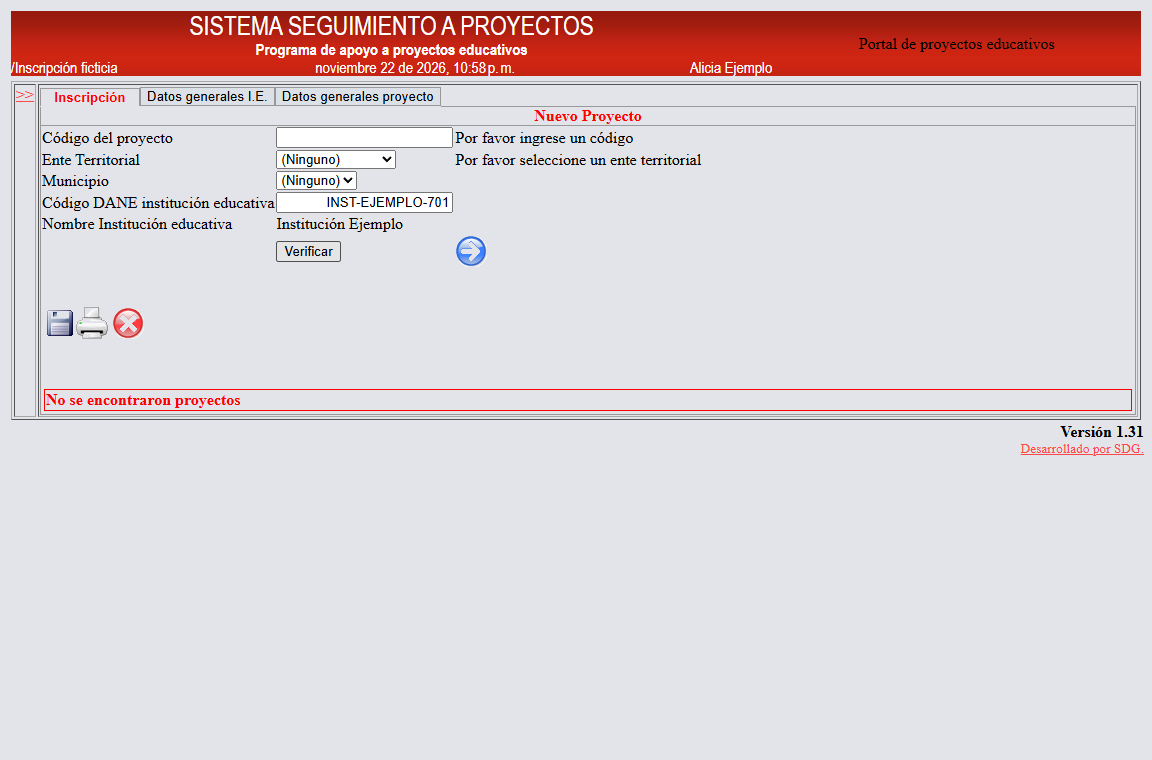 SISTEMA SEGUIMIENTO A PROYECTOS
Programa de apoyo a proyectos educativos
Portal de proyectos educativos
/Inscripción ficticia noviembre 22 de 2026, 10:58 p. m. Alicia Ejemplo
>> Inscripción Datos generales I.E. Datos generales proyecto
Nuevo Proyecto
Código del proyecto Por favor ingrese un código
Ente Territorial (Ninguno) Por favor seleccione un ente territorial
Municipio (Ninguno)
Código DANE institución educativa INST-EJEMPLO-701
Nombre Institución educativa Institución Ejemplo
Verificar
No se encontraron proyectos
Versión 1.31
Desarrollado por SDG.